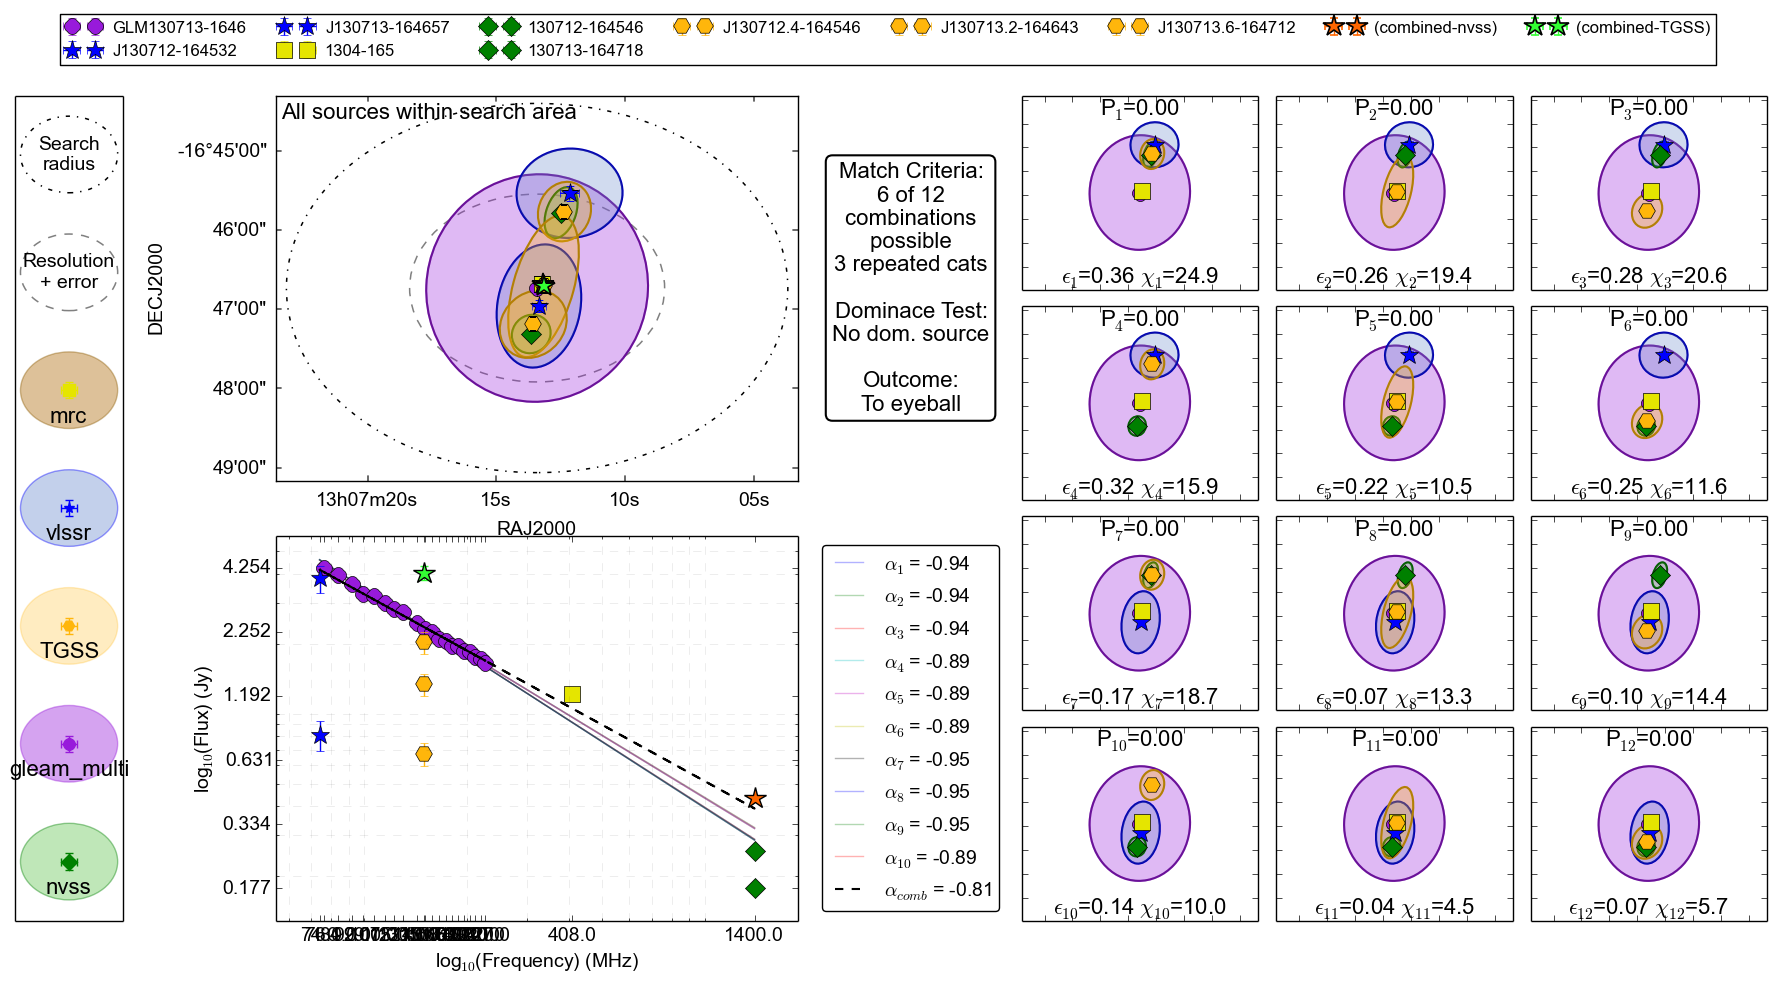 GLM130713-1646
J130713-164657
130712-164546
J130712.4-164546
J130713.2-164643
J130713.6-164712
(combined-nvss)
(combined-TGSS)
J130712-164532
1304-165
130713-164718
Search
radius
Resolution
+ error
mrc
vlssr
TGSS
gleam_multi
nvss
All sources within search area
DECJ2000
-16°45'00"
46'00"
47'00"
48'00"
49'00"
13h07m20s
15s
10s
05s
RAJ2000
Match Criteria:
6 of 12
combinations
possible
3 repeated cats
Dominace Test:
No dom. source
Outcome:
To eyeball
log10(Flux) (Jy)
4.254
2.252
1.192
0.631
0.334
0.177
408.0
1400.0
log10(Frequency) (MHz)
α1 = -0.94
α2 = -0.94
α3 = -0.94
α4 = -0.89
α5 = -0.89
α6 = -0.89
α7 = -0.95
α8 = -0.95
α9 = -0.95
α10 = -0.89
αcomb = -0.81
P1=0.00
ϵ1=0.36 χ1=24.9
P2=0.00
ϵ2=0.26 χ2=19.4
P3=0.00
ϵ3=0.28 χ3=20.6
P4=0.00
ϵ4=0.32 χ4=15.9
P5=0.00
ϵ5=0.22 χ5=10.5
P6=0.00
ϵ6=0.25 χ6=11.6
P7=0.00
ϵ7=0.17 χ7=18.7
P8=0.00
ϵ8=0.07 χ8=13.3
P9=0.00
ϵ9=0.10 χ9=14.4
P10=0.00
ϵ10=0.14 χ10=10.0
P11=0.00
ϵ11=0.04 χ11=4.5
P12=0.00
ϵ12=0.07 χ12=5.7